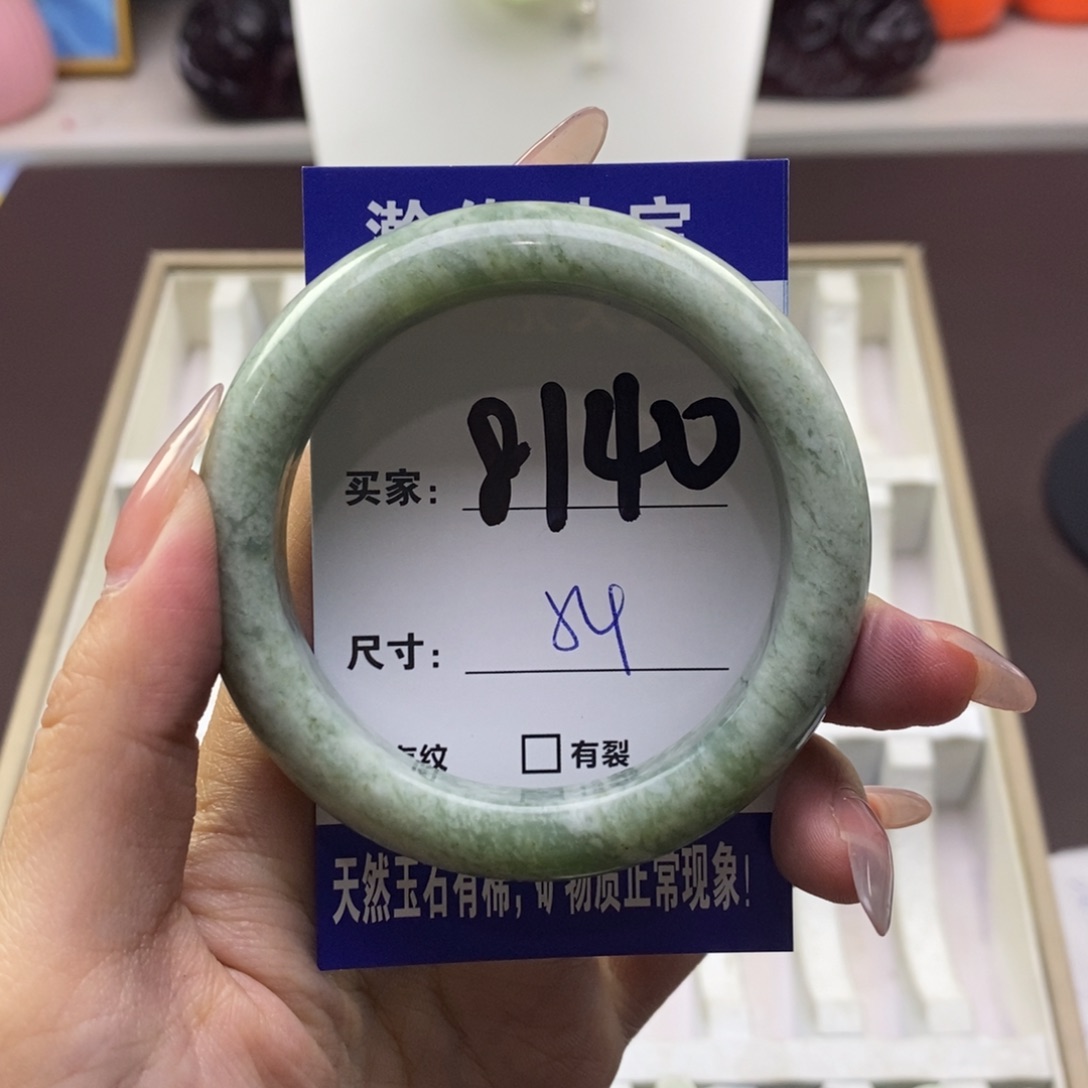 买家：8140
尺寸：84
纹 □有裂
天然玉石有棉，矿物质正常现象！